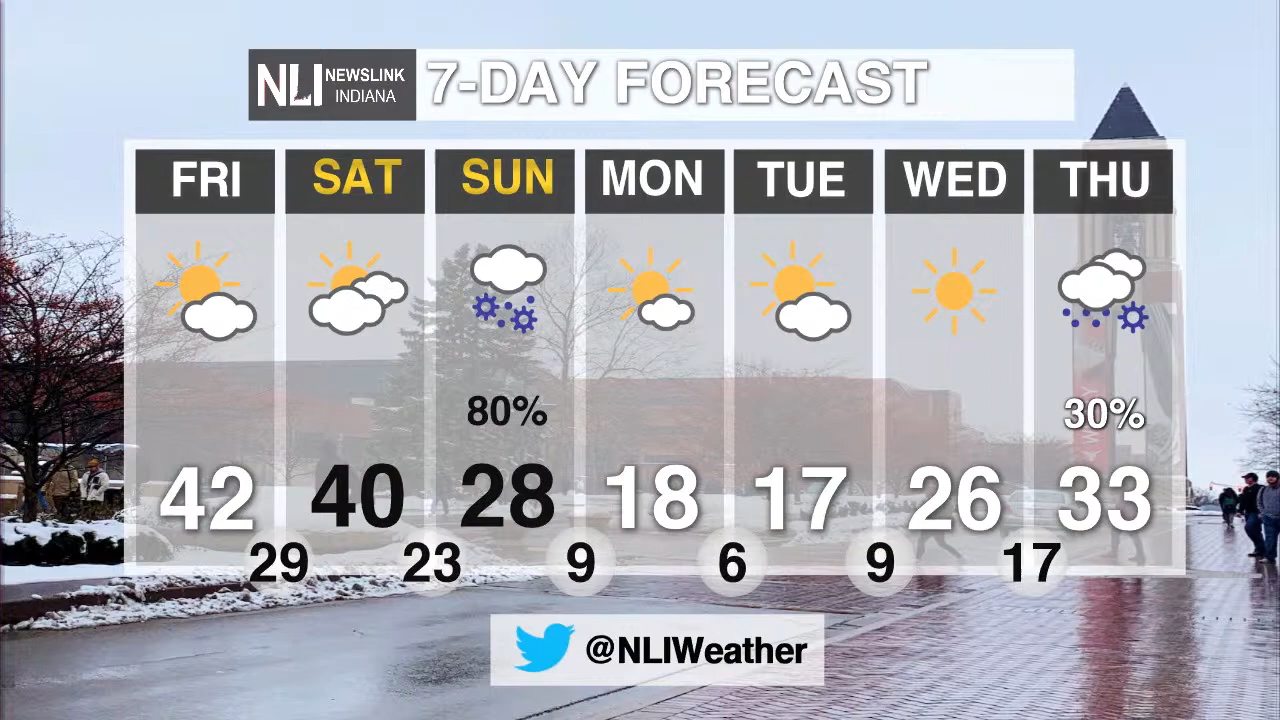 NLI NEWSLINK INDIANA
7-DAY FORECAST
FRI SAT SUN MON TUE WED THU
80% 30%
42 40 28 18 17 26 33
29 23 9 6 9 17
@NLIWeather